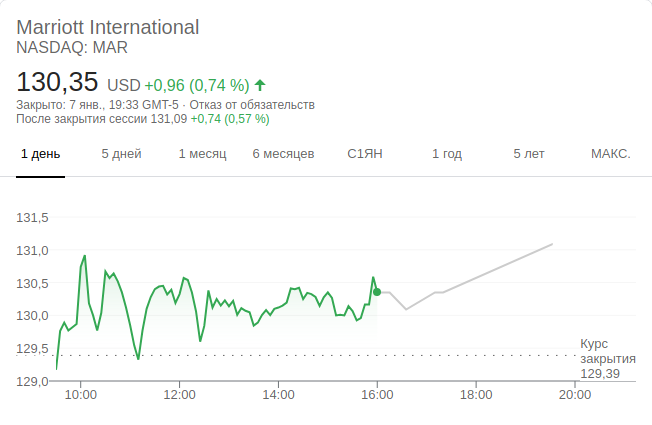 Marriott International
NASDAQ: MAR
130,35 USD +0,96 (0,74 %)
Закрыто: 7 янв., 19:33 GMT-5 · Отказ от обязательств
После закрытия сессии 131,09 +0,74 (0,57 %)
1 день 5 дней 1 месяц 6 месяцев С1ЯН 1 год 5 лет МАКС.
131,5
131,0
130,5
130,0
129,5
129,0
Курс
закрытия
129,39
10:00 12:00 14:00 16:00 18:00 20:00